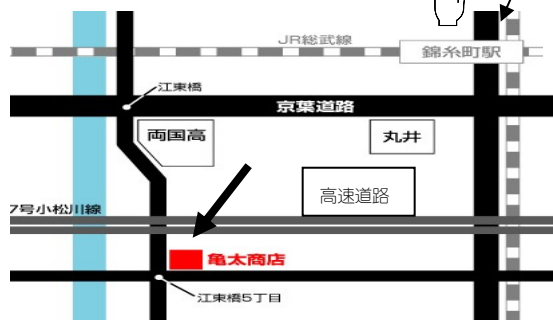 JR総武線
錦糸町駅
江東橋
京葉道路
両国高
丸井
高速道路
7号小松川線
亀太商店
江東橋5丁目